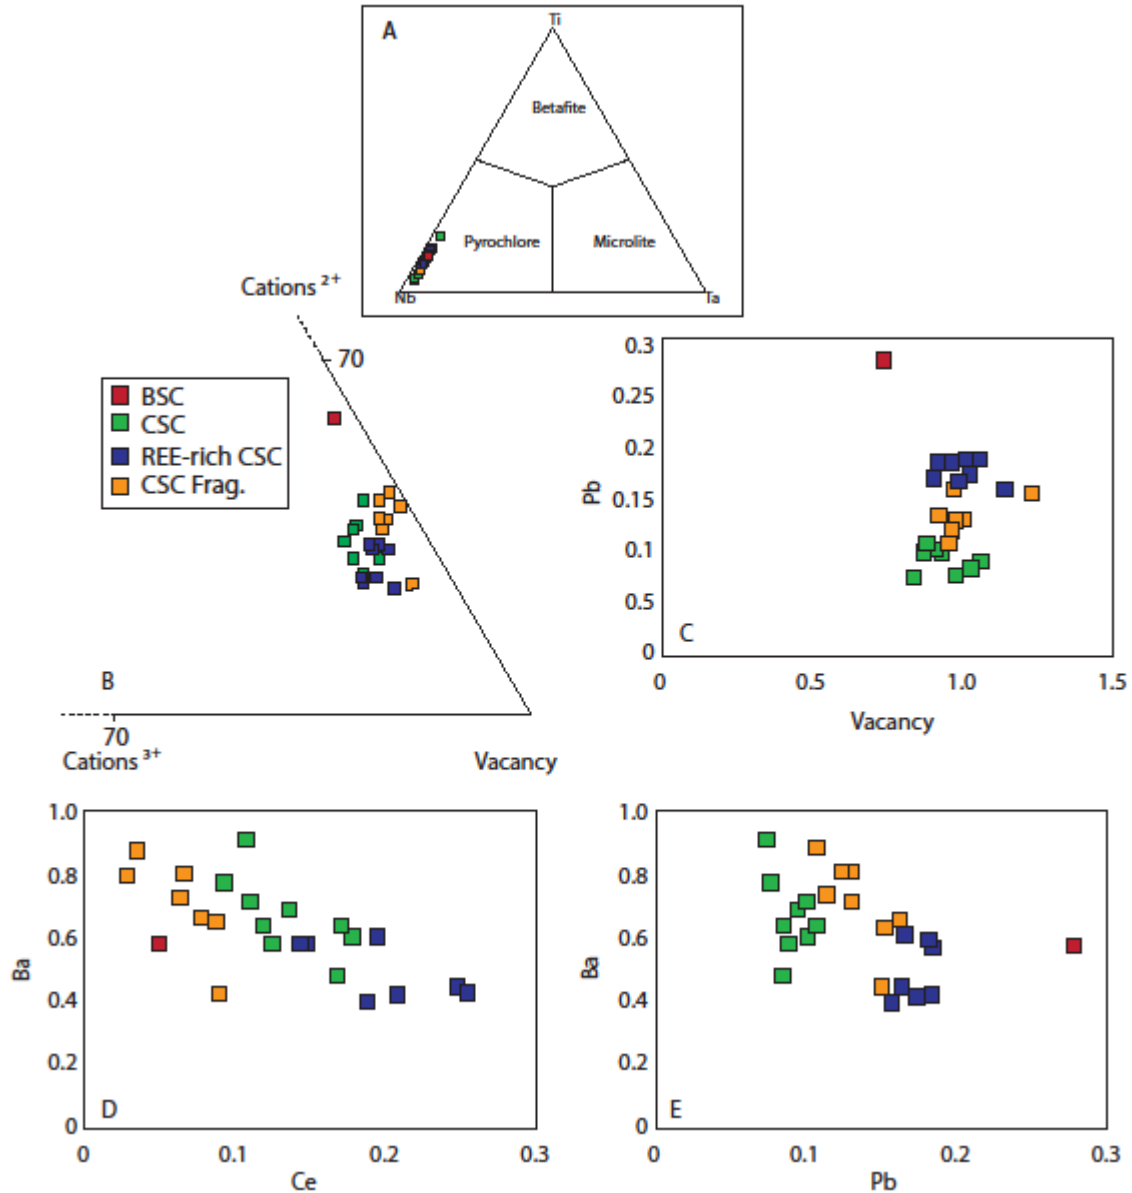 A
Ti
Betafite
Pyrochlore
Microlite
Nb
Ta
Cations ²⁺
70
BSC
CSC
REE-rich CSC
CSC Frag.
B
70
Cations ³⁺
Vacancy
0.3
0.25
0.2
0.15
0.1
0.5
0
Pb
C
0
0.5
1.0
1.5
Vacancy
1.0
0.8
0.6
0.4
0.2
0
Ba
D
0
0.1
0.2
0.3
Ce
1.0
0.8
0.6
0.4
0.2
0
Ba
E
0
0.1
0.2
0.3
Pb